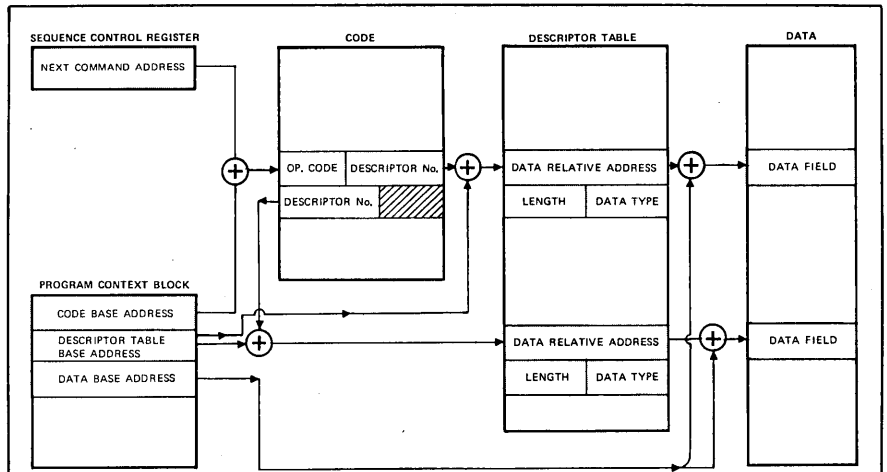 SEQUENCE CONTROL REGISTER
NEXT COMMAND ADDRESS
CODE
OP. CODE
DESCRIPTOR No.
DESCRIPTOR No.
DESCRIPTOR TABLE
DATA RELATIVE ADDRESS
LENGTH
DATA TYPE
DATA RELATIVE ADDRESS
LENGTH
DATA TYPE
DATA
DATA FIELD
DATA FIELD
PROGRAM CONTEXT BLOCK
CODE BASE ADDRESS
DESCRIPTOR TABLE
BASE ADDRESS
DATA BASE ADDRESS